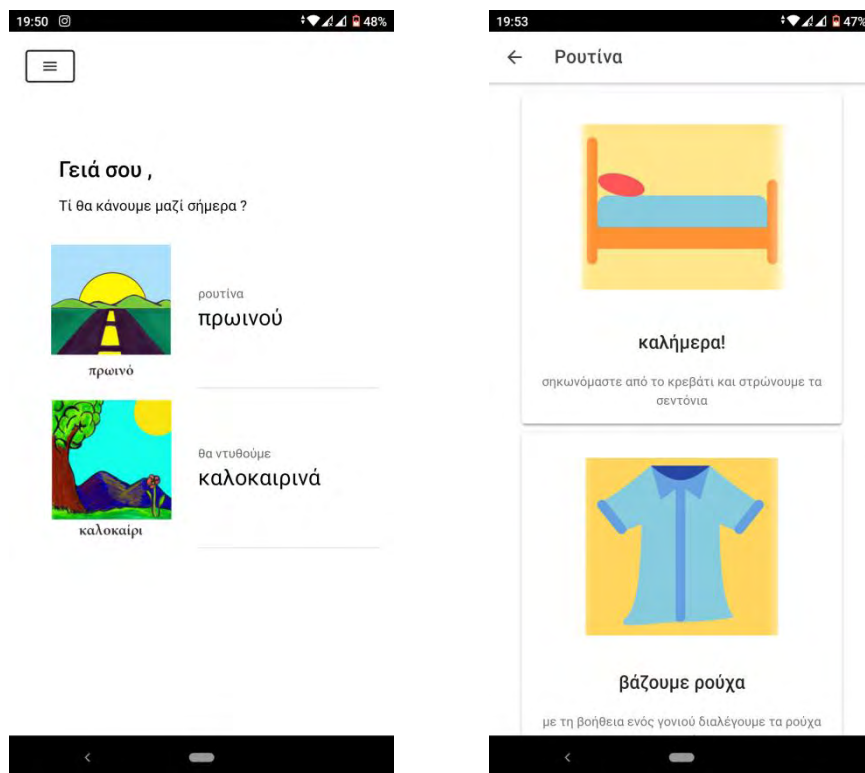 19:50
48%
Γειά σου ,
Τί θα κάνουμε μαζί σήμερα ?
πρωινό
ρουτίνα
πρωινού
καλοκαίρι
θα ντυθούμε
καλοκαιρινά
19:53
47%
Ρουτίνα
καλήμερα!
σηκωνόμαστε από το κρεβάτι και στρώνουμε τα
σεντόνια
βάζουμε ρούχα
με τη βοήθεια ενός γονιού διαλέγουμε τα ρούχα